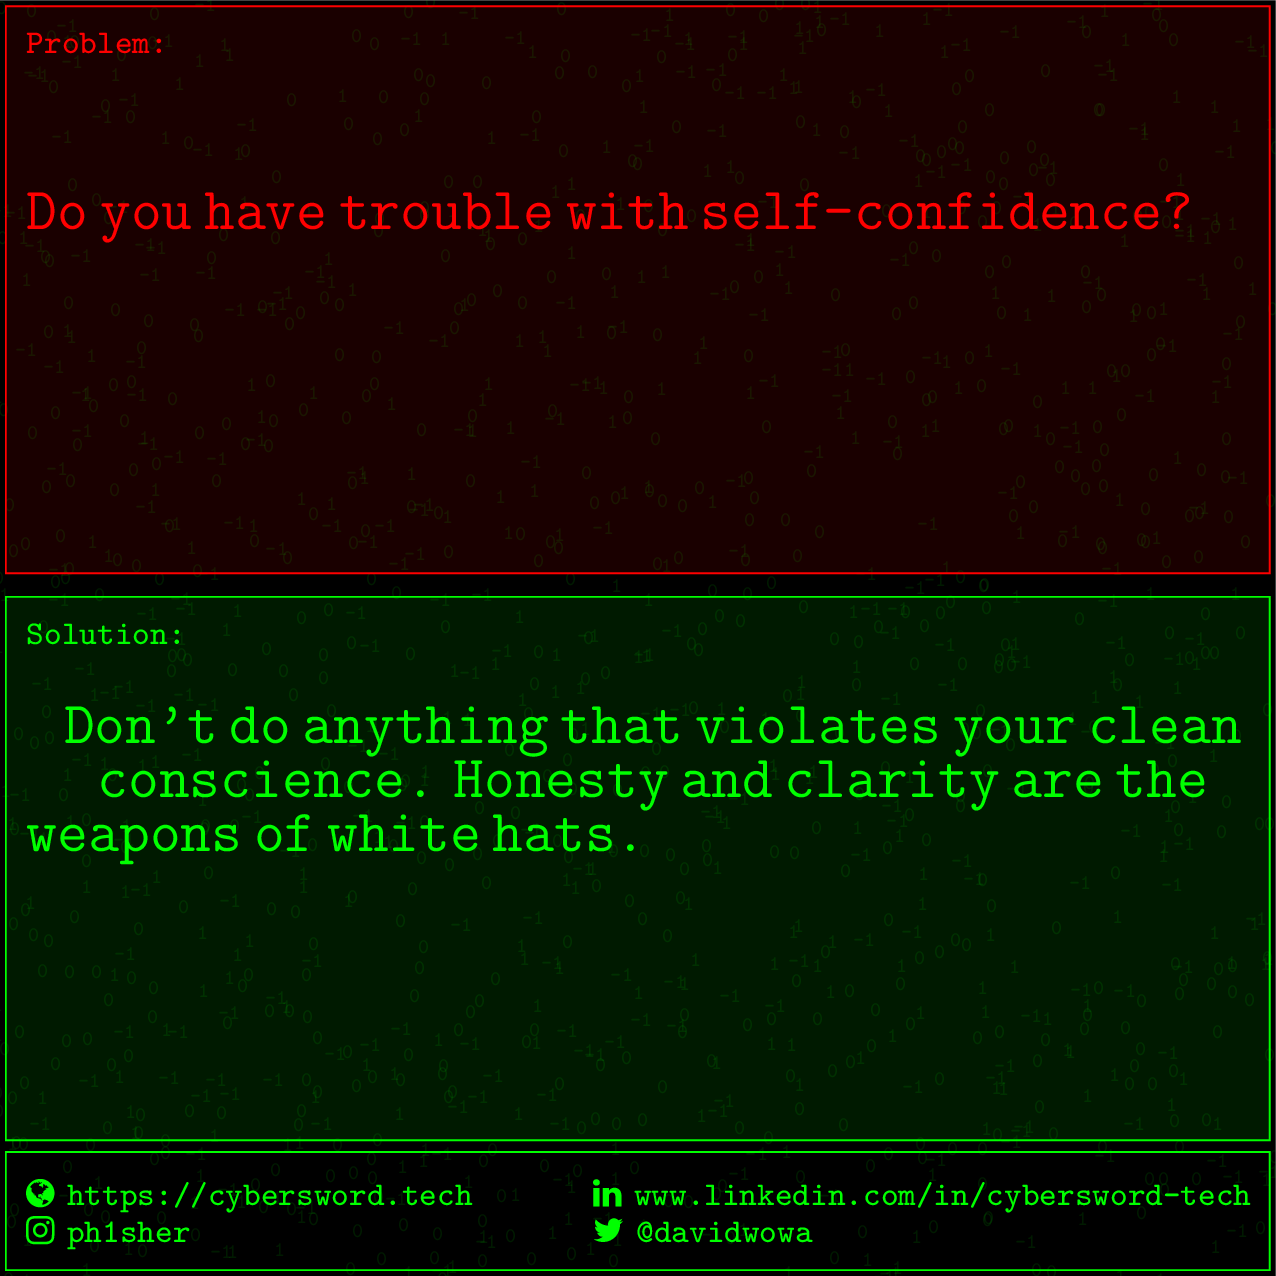 Problem:
Do you have trouble with self-confidence?
Solution:
Don't do anything that violates your clean
conscience. Honesty and clarity are the
weapons of white hats.
https://cybersword.tech
www.linkedin.com/in/cybersword-tech
ph1sher
@davidwowa